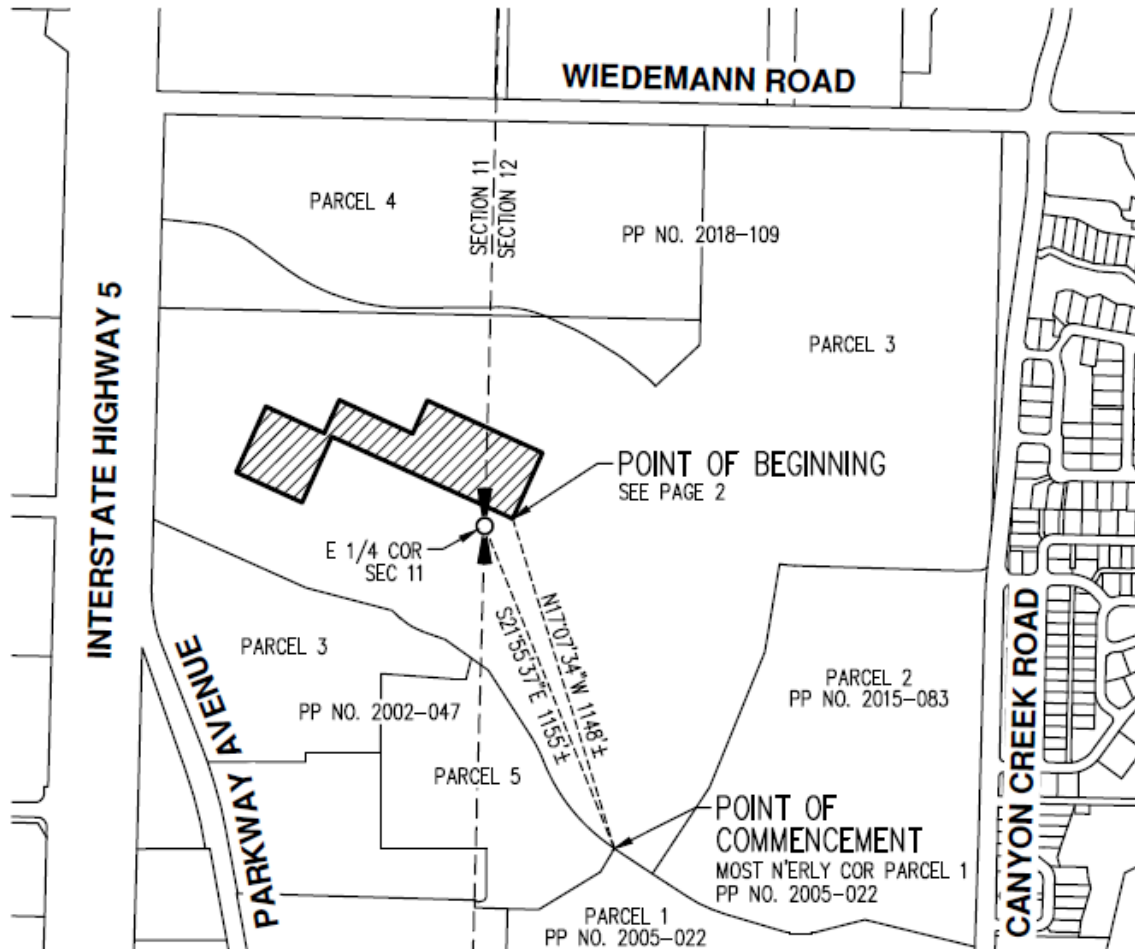 WIEDEMANN ROAD
SECTION 11
SECTION 12
PARCEL 4
PP NO. 2018-109
INTERSTATE HIGHWAY 5
PARCEL 3
POINT OF BEGINNING
SEE PAGE 2
E 1/4 COR
SEC 11
N17°07'34"W 1148'±
S21°55'37"E 1155'±
PARCEL 3
PP NO. 2002-047
PARKWAY AVENUE
PARCEL 2
PP NO. 2015-083
CANYON CREEK ROAD
PARCEL 5
POINT OF
COMMENCEMENT
MOST N'ERLY COR PARCEL 1
PP NO. 2005-022
PARCEL 1
PP NO. 2005-022